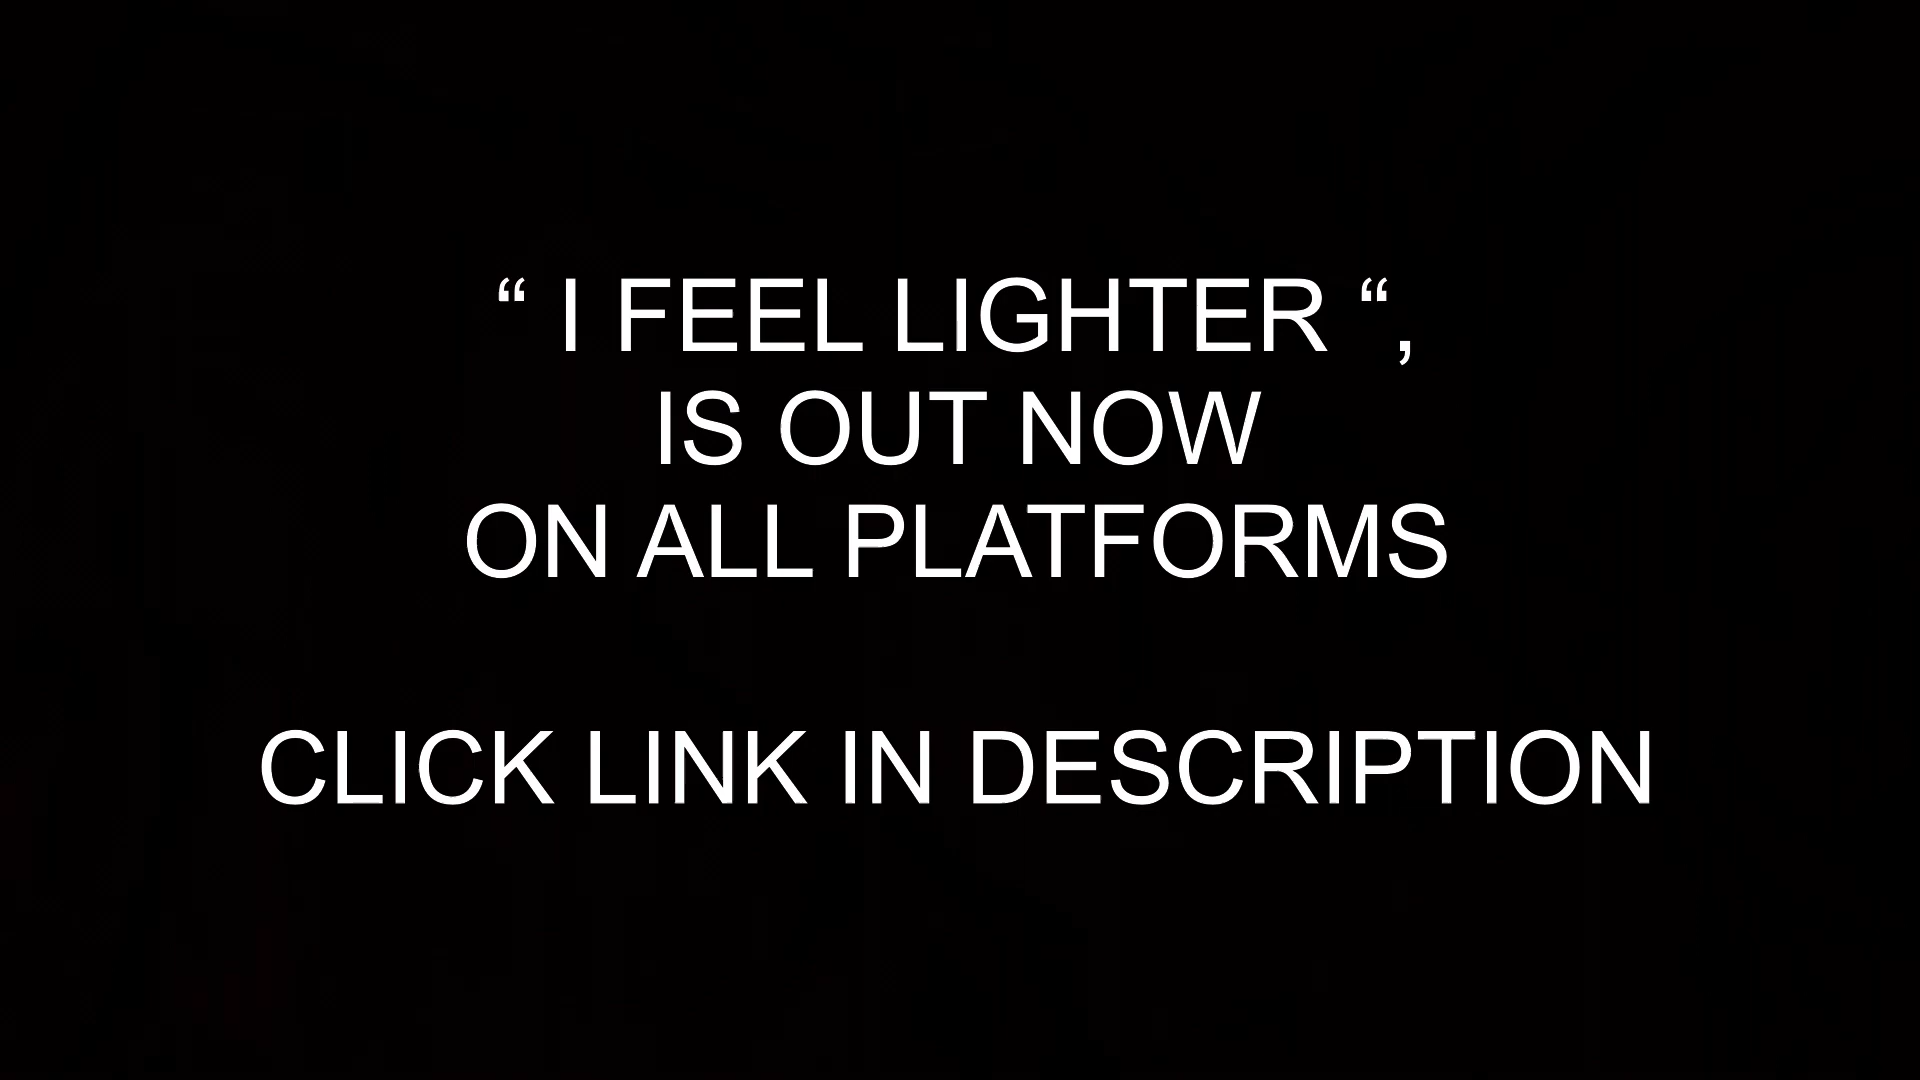 “ I FEEL LIGHTER “,
IS OUT NOW
ON ALL PLATFORMS
CLICK LINK IN DESCRIPTION